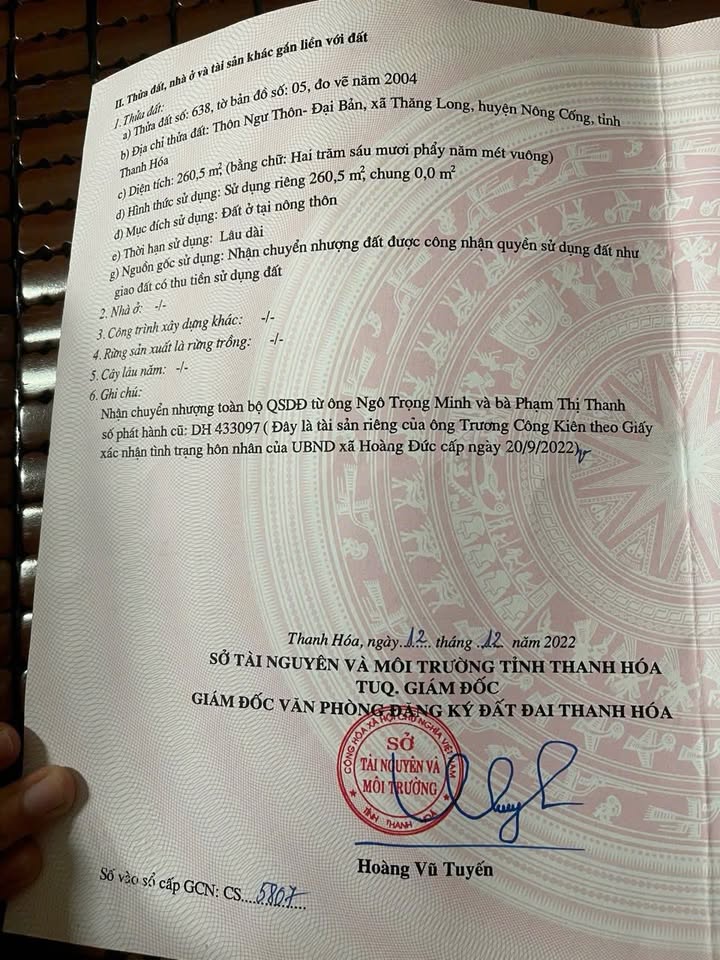 II. Thửa đất, nhà ở và tài sản khác gắn liền với đất
1. Thửa đất:
a) Thửa đất số: 638, tờ bản đồ số: 05, đo vẽ năm 2004
b) Địa chỉ thửa đất: Thôn Ngư Thôn- Đại Bản, xã Thăng Long, huyện Nông Cống, tỉnh
Thanh Hóa
c) Diện tích: 260,5 m², (bằng chữ: Hai trăm sáu mươi phẩy năm mét vuông)
d) Hình thức sử dụng: Sử dụng riêng 260,5 m², chung 0,0 m²
đ) Mục đích sử dụng: Đất ở tại nông thôn
e) Thời hạn sử dụng: Lâu dài
g) Nguồn gốc sử dụng: Nhận chuyển nhượng đất được công nhận quyền sử dụng đất như
giao đất có thu tiền sử dụng đất
2. Nhà ở: -/-
3. Công trình xây dựng khác: -/-
4. Rừng sản xuất là rừng trồng: -/-
5. Cây lâu năm: -/-
6. Ghi chú:
Nhận chuyển nhượng toàn bộ QSDĐ từ ông Ngô Trọng Minh và bà Phạm Thị Thanh
số phát hành cũ: DH 433097 ( Đây là tài sản riêng của ông Trương Công Kiên theo Giấy
xác nhận tình trạng hôn nhân của UBND xã Hoàng Đức cấp ngày 20/9/2022)
Thanh Hóa, ngày..12.... tháng ..12.. năm 2022
SỞ TÀI NGUYÊN VÀ MÔI TRƯỜNG TỈNH THANH HÓA
TUQ. GIÁM ĐỐC
GIÁM ĐỐC VĂN PHÒNG ĐĂNG KÝ ĐẤT ĐAI THANH HÓA
CỘNG HÒA XÃ HỘI CHỦ NGHĨA VIỆT NAM
SỞ
TÀI NGUYÊN VÀ
MÔI TRƯỜNG
TỈNH THANH HOÁ
Hoàng Vũ Tuyến
Số vào sổ cấp GCN: CS....5807....